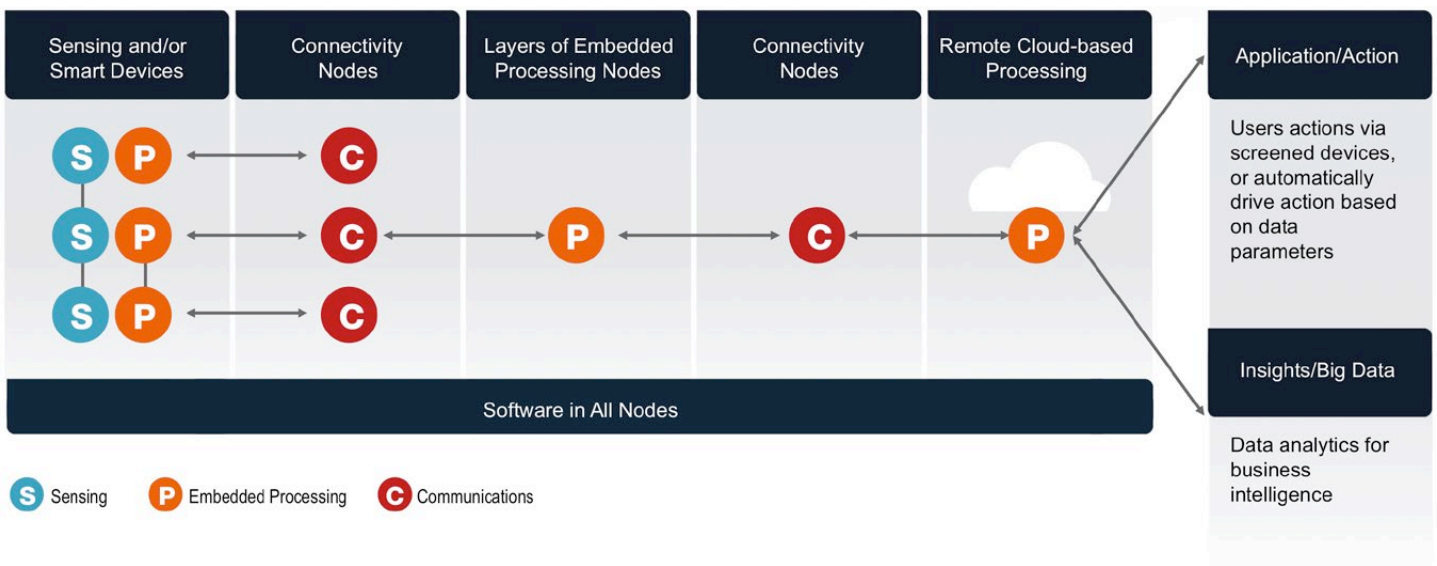 Sensing and/or
Smart Devices
Connectivity
Nodes
Layers of Embedded
Processing Nodes
Connectivity
Nodes
Remote Cloud-based
Processing
Application/Action
S P C
S P C P C P
S P C
Users actions via
screened devices,
or automatically
drive action based
on data
parameters
Insights/Big Data
Data analytics for
business
intelligence
Software in All Nodes
S Sensing
P Embedded Processing
C Communications